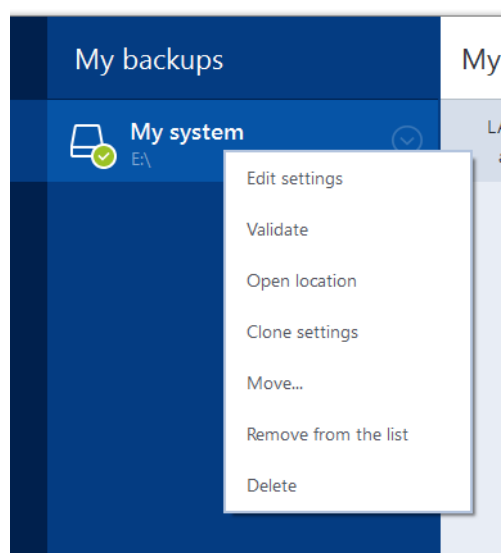 My backups
My
My system
E:\
Edit settings
Validate
Open location
Clone settings
Move...
Remove from the list
Delete